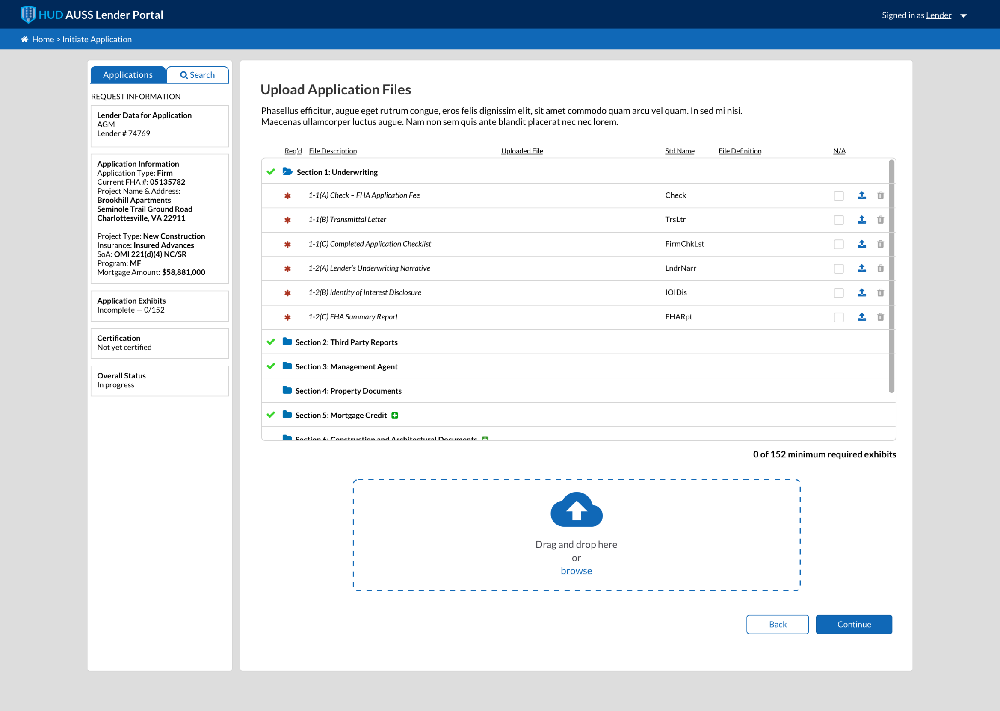 HUD AUSS Lender Portal
Signed in as Lender
Home > Initiate Application
Applications
Search
REQUEST INFORMATION
Lender Data for Application
AGM
Lender # 74769
Application Information
Application Type: Firm
Current FHA #: 05135782
Project Name & Address:
Brookhill Apartments
Seminole Trail Ground Road
Charlottesville, VA 22911
Project Type: New Construction
Insurance: Insured Advances
SoA: OMI 221(d)(4) NC/SR
Program: MF
Mortgage Amount: $58,881,000
Application Exhibits
Incomplete — 0/152
Certification
Not yet certified
Overall Status
In progress
Upload Application Files
Phasellus efficitur, augue eget rutrum congue, eros felis dignissim elit, sit amet commodo quam arcu vel quam. In sed mi nisi.
Maecenas ullamcorper luctus augue. Nam non sem quis ante blandit placerat nec nec lorem.
Req'd File Description Uploaded File Std Name File Definition N/A
Section 1: Underwriting
1-1(A) Check – FHA Application Fee Check
1-1(B) Transmittal Letter TrsLtr
1-1(C) Completed Application Checklist FirmChkLst
1-2(A) Lender’s Underwriting Narrative LndrNarr
1-2(B) Identity of Interest Disclosure IOIDis
1-2(C) FHA Summary Report FHARpt
Section 2: Third Party Reports
Section 3: Management Agent
Section 4: Property Documents
Section 5: Mortgage Credit
Section 6: Construction and Architectural Documents
0 of 152 minimum required exhibits
Drag and drop here
or
browse
Back
Continue